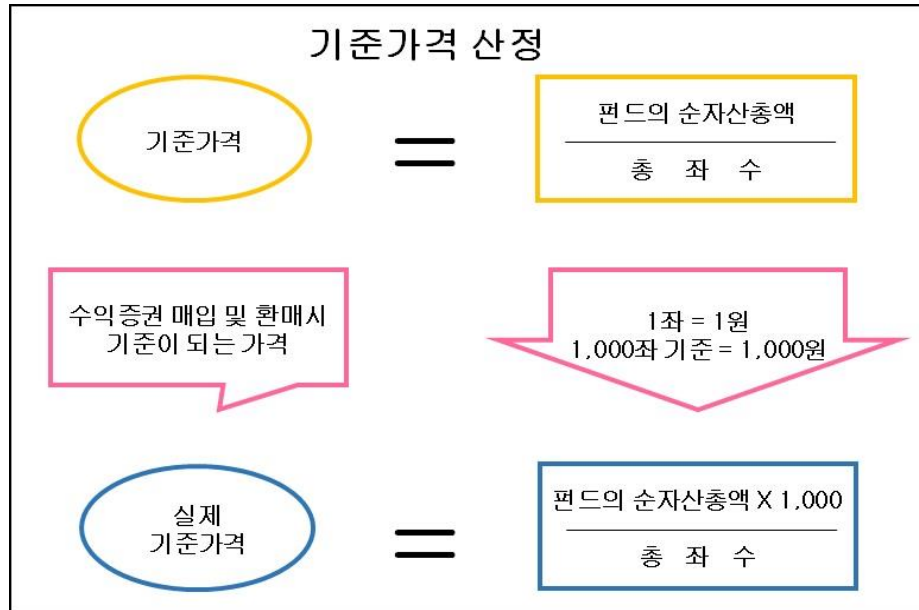 기준가격 산정
기준가격
=
펀드의 순자산총액
총 좌 수
수익증권 매입 및 환매시
기준이 되는 가격
1좌 = 1원
1,000좌 기준 = 1,000원
실제
기준가격
=
펀드의 순자산총액 X 1,000
총 좌 수